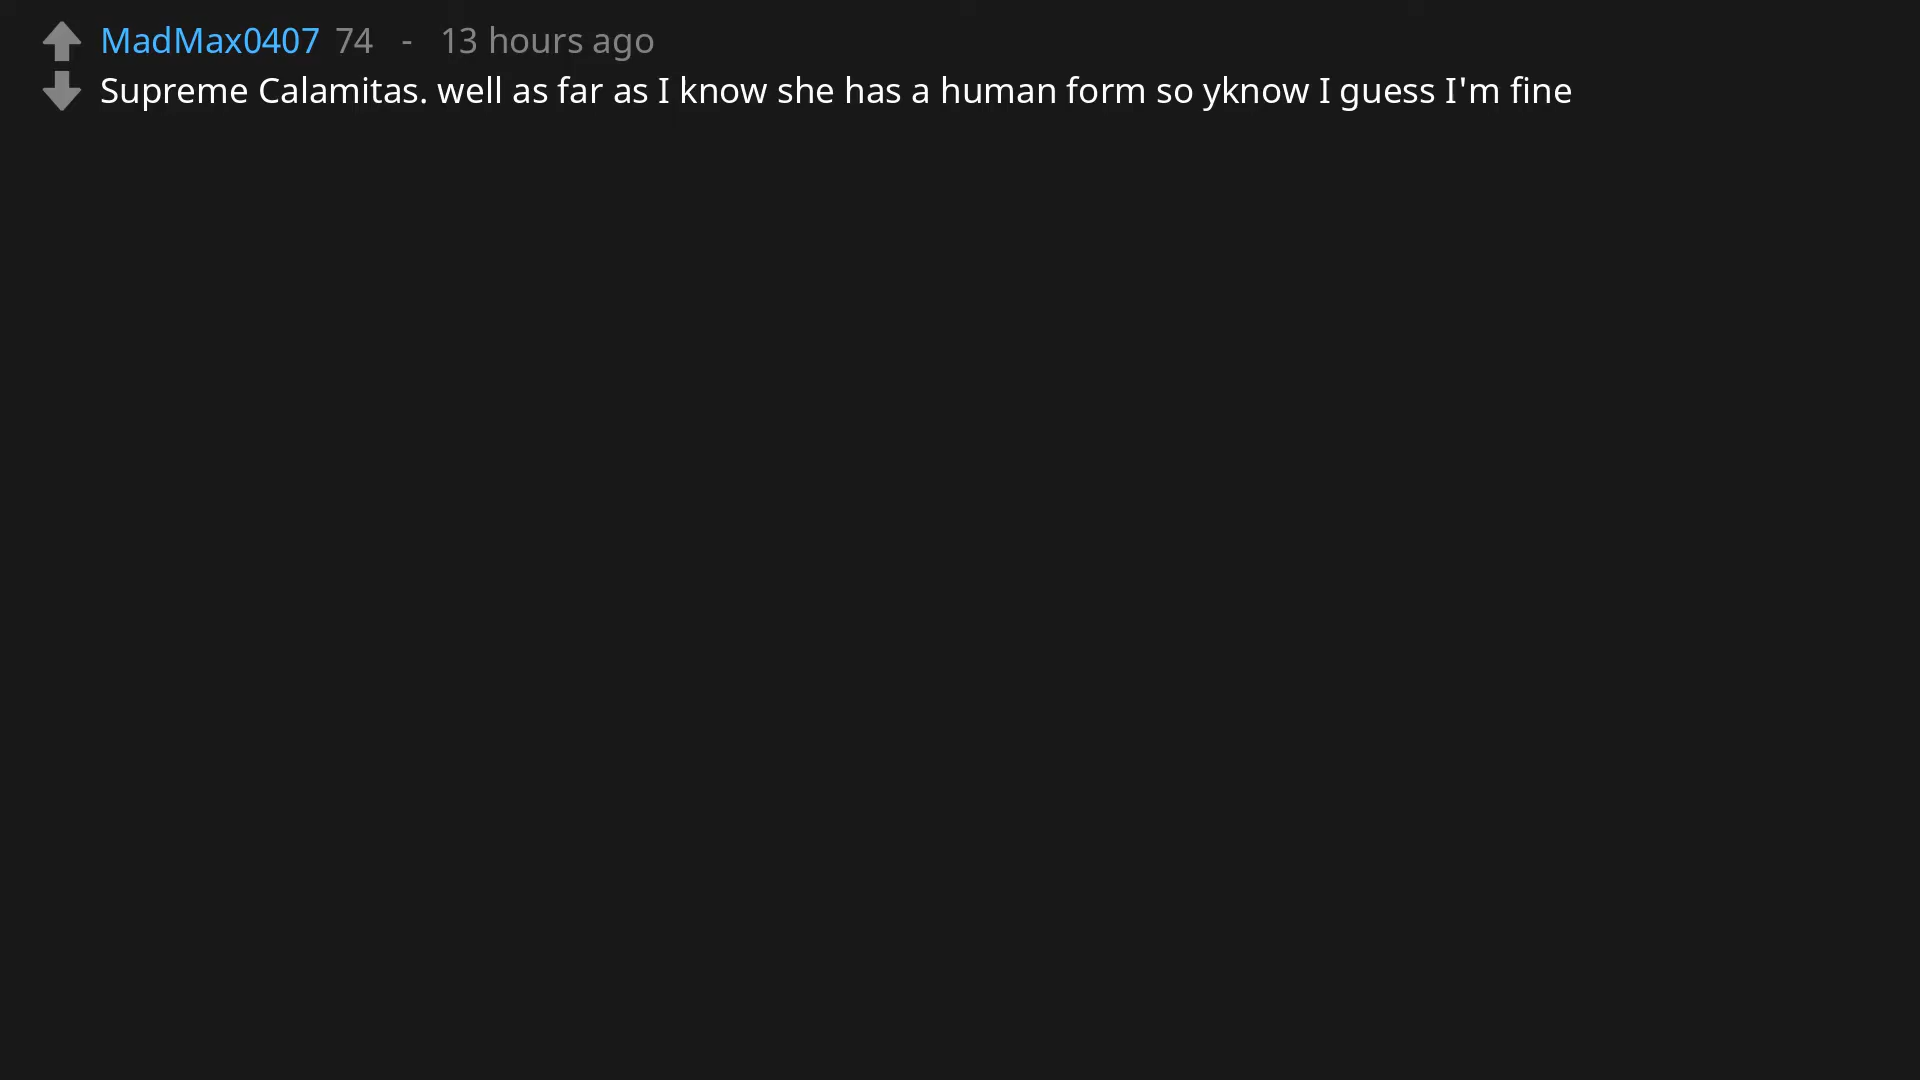 MadMax0407 74 - 13 hours ago
Supreme Calamitas. well as far as I know she has a human form so yknow I guess I'm fine